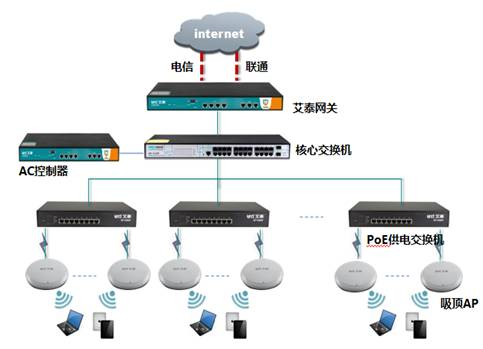 internet
电信
联通
艾泰网关
核心交换机
AC控制器
PoE供电交换机
吸顶AP